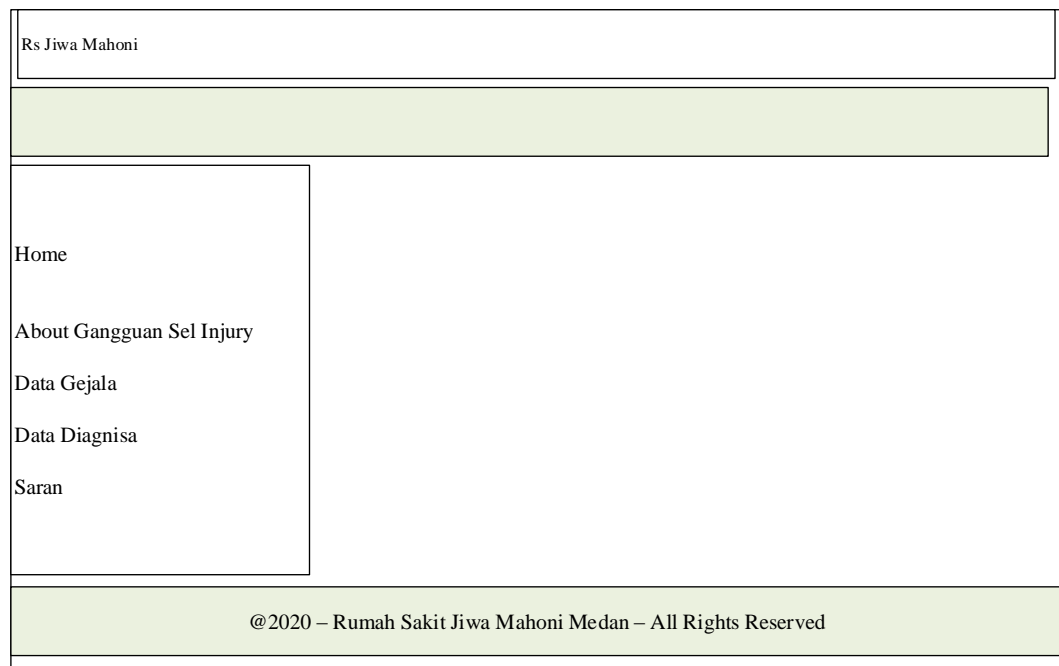 Rs Jiwa Mahoni
Home
About Gangguan Sel Injury
Data Gejala
Data Diagnisa
Saran
@2020 – Rumah Sakit Jiwa Mahoni Medan – All Rights Reserved